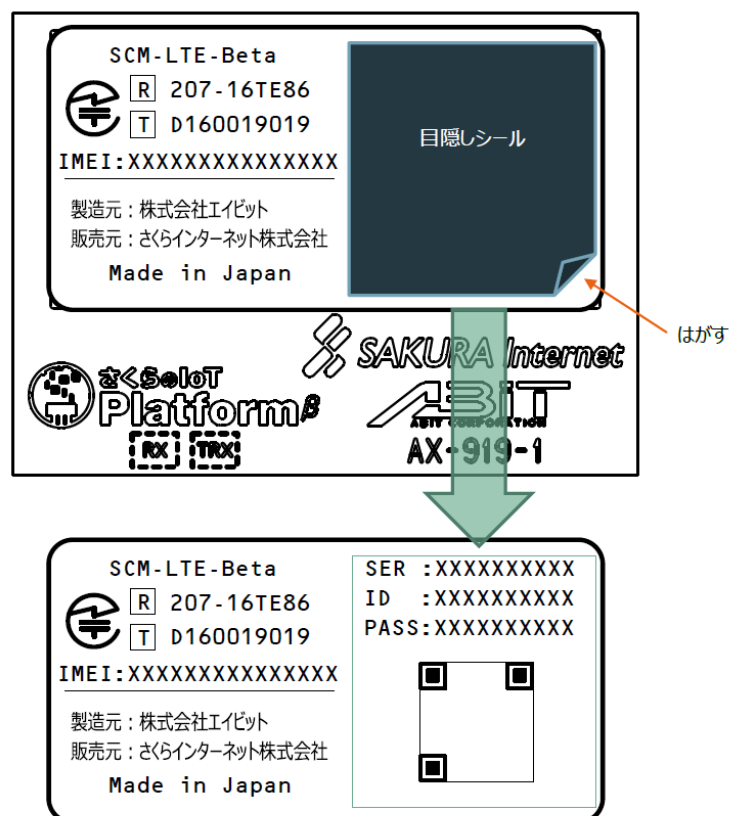 SCM-LTE-Beta
R 207-16TE86
T D160019019
IMEI:XXXXXXXXXXXXXXX
製造元：株式会社エイビット
販売元：さくらインターネット株式会社
Made in Japan
目隠しシール
はがす
SAKURA Internet
さくらのIoT
Platformβ
RX TRX
ABIT
ABIT CORPORATION
AX-919-1
SCM-LTE-Beta
R 207-16TE86
T D160019019
IMEI:XXXXXXXXXXXXXXX
製造元：株式会社エイビット
販売元：さくらインターネット株式会社
Made in Japan
SER :XXXXXXXXXX
ID :XXXXXXXXXX
PASS:XXXXXXXXXX